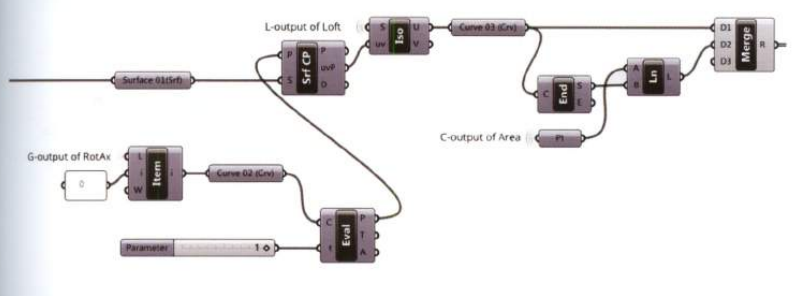 L-output of Loft
S
uv
Iso
U
V
Curve 03 (Crv)
D1
D2
D3
Merge
R
P
S
Srf CP
P
uvP
D
Surface 01(Srf)
C
End
S
E
A
B
Ln
L
C-output of Area
Pt
G-output of RotAx
0
L
i
W
Item
i
Curve 02 (Crv)
C
t
Eval
P
T
A
Parameter
1